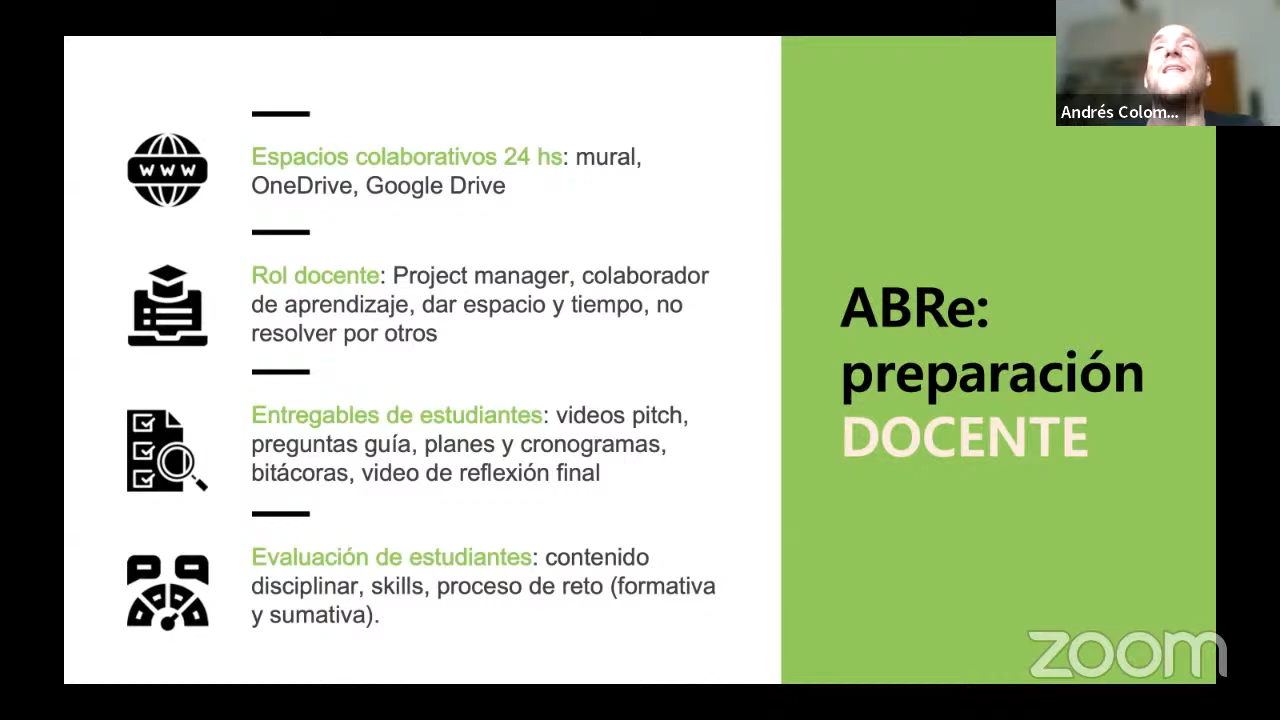 Espacios colaborativos 24 hs: mural,
OneDrive, Google Drive
Rol docente: Project manager, colaborador
de aprendizaje, dar espacio y tiempo, no
resolver por otros
Entregables de estudiantes: videos pitch,
preguntas guía, planes y cronogramas,
bitácoras, video de reflexión final
Evaluación de estudiantes: contenido
disciplinar, skills, proceso de reto (formativa
y sumativa).
WWW
ABRe:
preparación
DOCENTE
Andrés Colom...
zoom